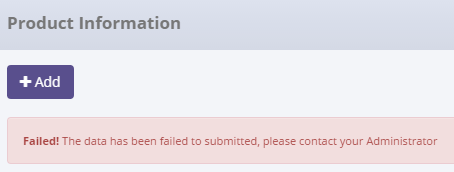 Product Information
Add
Failed! The data has been failed to submitted, please contact your Administrator